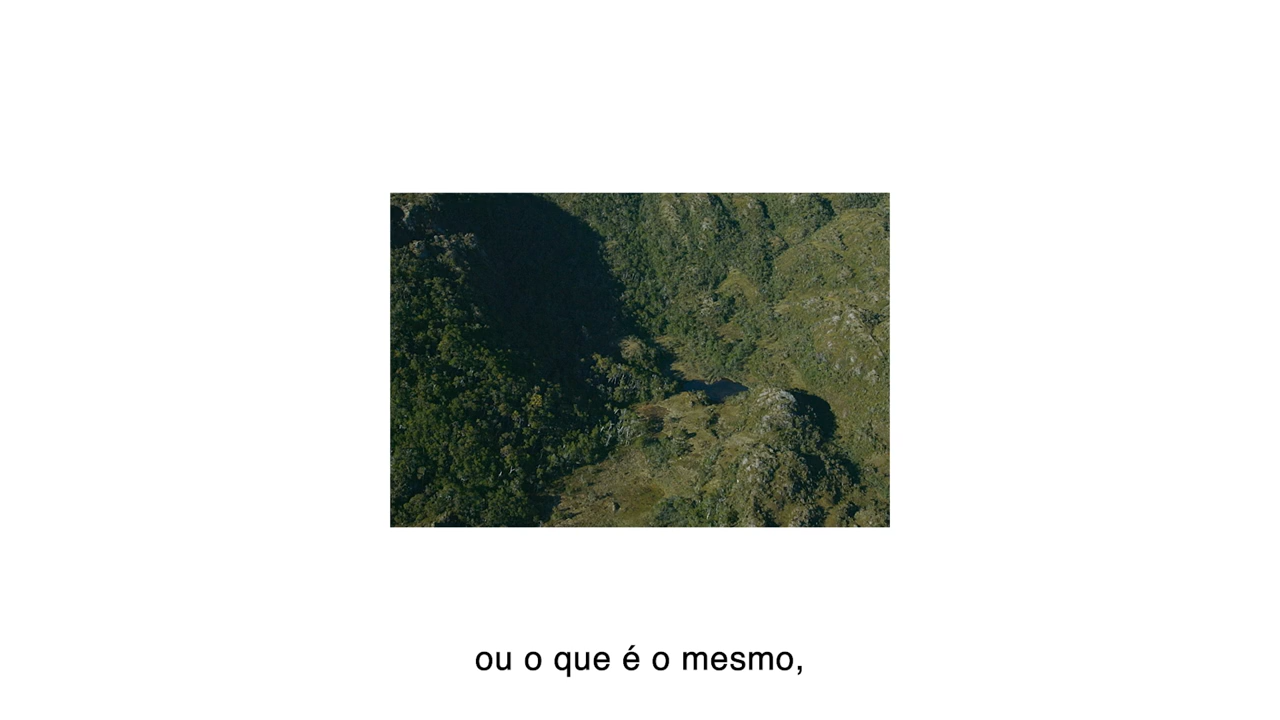 ou o que é o mesmo,